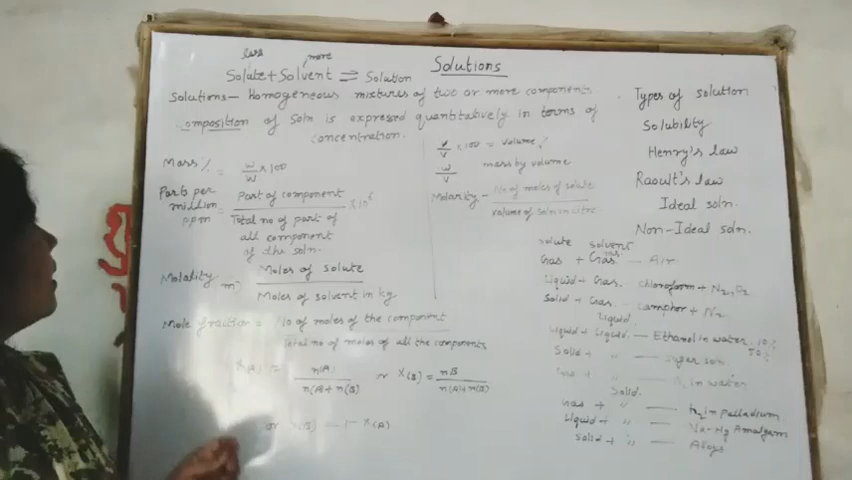 Solutions
less more
Solute + Solvent ⇌ Solution
Solutions – Homogeneous mixtures of two or more components
composition of soln is expressed quantitatively in terms of
concentration.
Mass % = w/W × 100
Parts per million ppm = Part of component / Total no of part of all component of the soln. × 10⁶
Molality m) = Moles of solute / Moles of solvent in kg
Mole fraction = no of moles of the component / Total no of moles of all the components
x(A) = n(A) / n(A + n(B) or x(B) = nB / n(A)+n(B)
or x(B) = 1 – x(A)
v/V × 100 = volume %
w/V mass by volume
Molarity – no of moles of solute / volume of soln in litre
Types of solution
Solubility
Henry's law
Raoult's law
Ideal soln.
Non-Ideal soln.
solute solvent
gas
Gas + Gas — Air
Liquid + Gas. Chloroform + N₂, O₂
Solid + Gas – Camphor + N₂
Liquid
Liquid + Liquid — Ethanol in water 10%
Solid + " — Sugar soln
Gas + " — in water
Solid.
Gas + " — H₂ in palladium
Liquid + " — Na-Hg Amalgam
Solid + " — Alloys